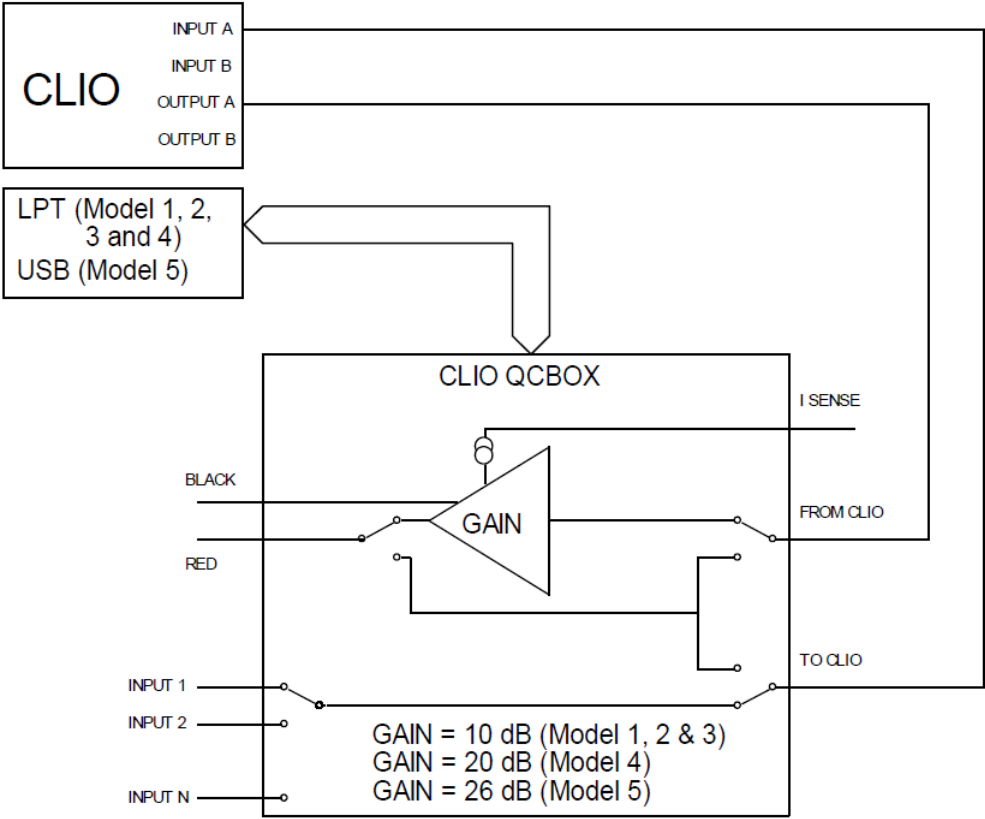 INPUT A
INPUT B
CLIO
OUTPUT A
OUTPUT B
LPT (Model 1, 2,
3 and 4)
USB (Model 5)
CLIO QCBOX
I SENSE
BLACK
GAIN
FROM CLIO
RED
TO CLIO
INPUT 1
INPUT 2
GAIN = 10 dB (Model 1, 2 & 3)
GAIN = 20 dB (Model 4)
GAIN = 26 dB (Model 5)
INPUT N